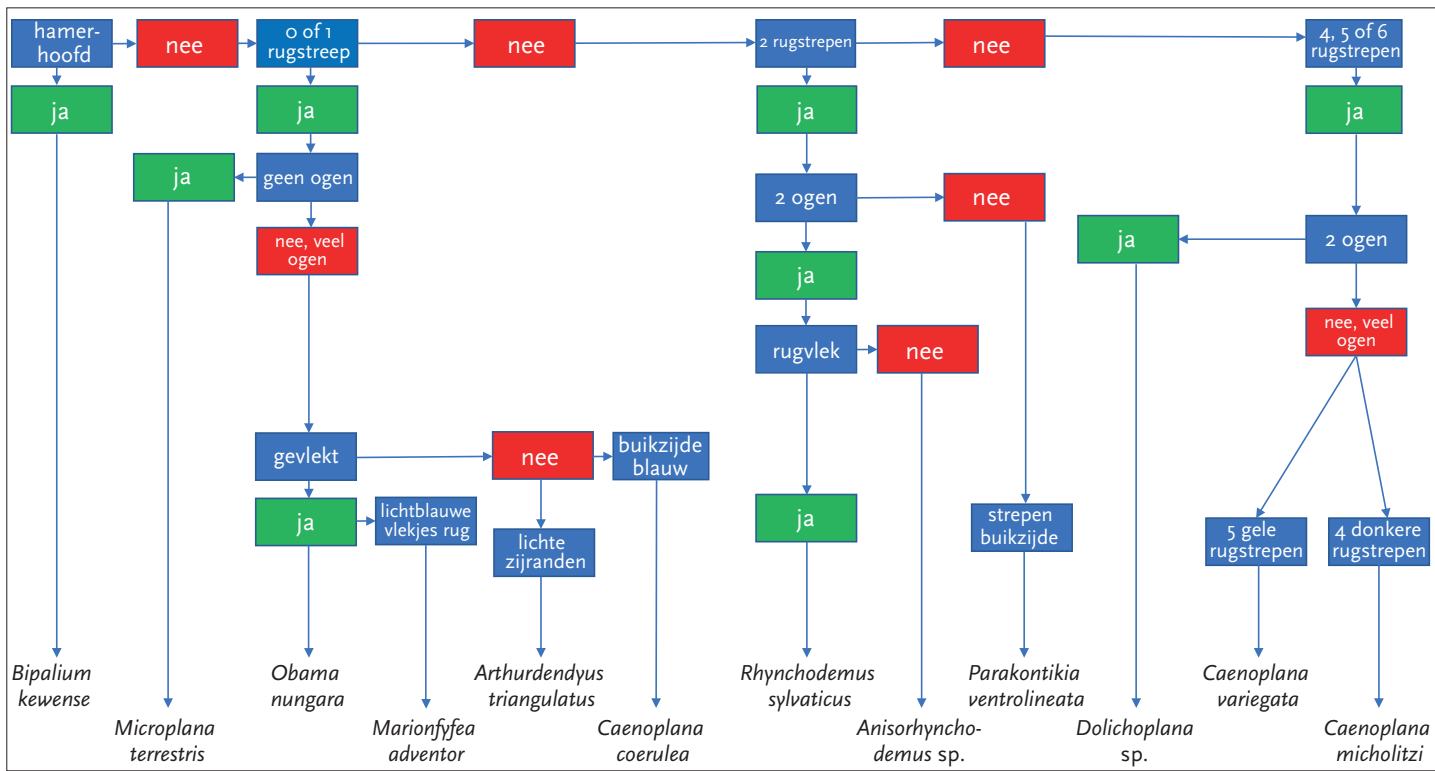 hamer-
hoofd
nee
0 of 1
rugstreep
nee
2 rugstrepen
nee
4, 5 of 6
rugstrepen
ja
ja
ja
ja
ja
geen ogen
2 ogen
nee
nee, veel
ogen
ja
ja
2 ogen
rugvlek
nee
nee, veel
ogen
gevlekt
nee
buikzijde
blauw
ja
lichtblauwe
vlekjes rug
lichte
zijranden
ja
strepen
buikzijde
5 gele
rugstrepen
4 donkere
rugstrepen
Bipalium
kewense
Microplana
terrestris
Obama
nungara
Marionfyfea
adventor
Arthurdendyus
triangulatus
Caenoplana
coerulea
Rhynchodemus
sylvaticus
Anisorhyncho-
demus sp.
Parakontikia
ventrolineata
Dolichoplana
sp.
Caenoplana
variegata
Caenoplana
micholitzi